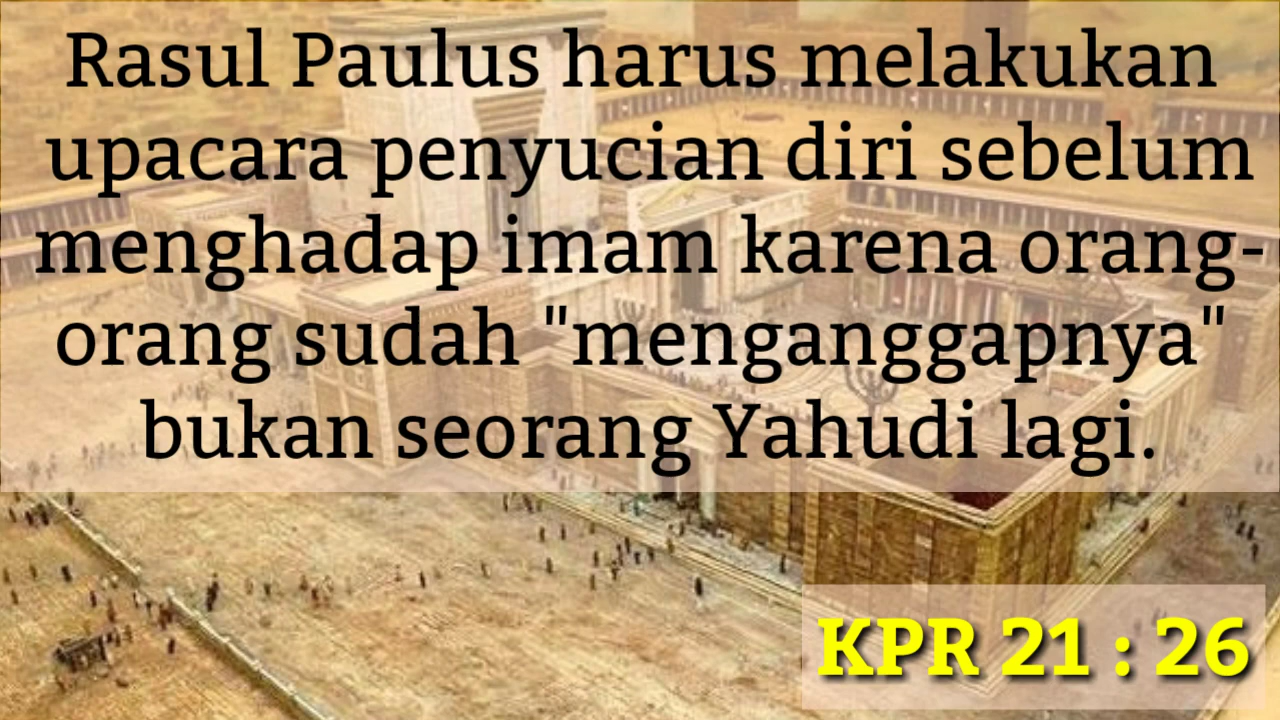 Rasul Paulus harus melakukan
upacara penyucian diri sebelum
menghadap imam karena orang-
orang sudah "menganggapnya"
bukan seorang Yahudi lagi.
KPR 21 : 26